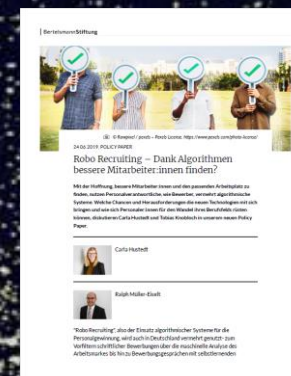 | BertelsmannStiftung
© Rawpixel / pexels – Pexels License, https://www.pexels.com/photo-license/
24.06.2019, POLICY PAPER
Robo Recruiting – Dank Algorithmen
bessere Mitarbeiter:innen finden?
Mit der Hoffnung, bessere Mitarbeiter:innen und den passenden Arbeitsplatz zu
finden, nutzen Personalverantwortliche, wie Bewerber, vermehrt algorithmische
Systeme. Welche Chancen und Herausforderungen die neuen Technologien mit sich
bringen und wie sich Personaler:innen für den Wandel ihres Berufsfelds rüsten
können, diskutieren Carla Hustedt und Tobias Knobloch in unserem neuen Policy
Paper.
Carla Hustedt
Ralph Müller-Eiselt
"Robo Recruiting", also der Einsatz algorithmischer Systeme für die
Personalgewinnung, wird auch in Deutschland vermehrt genutzt- zum
Vorfiltern schriftlicher Bewerbungen über die maschinelle Analyse des
Arbeitsmarkes bis hin zu Bewerbungsgesprächen mit selbstlernenden